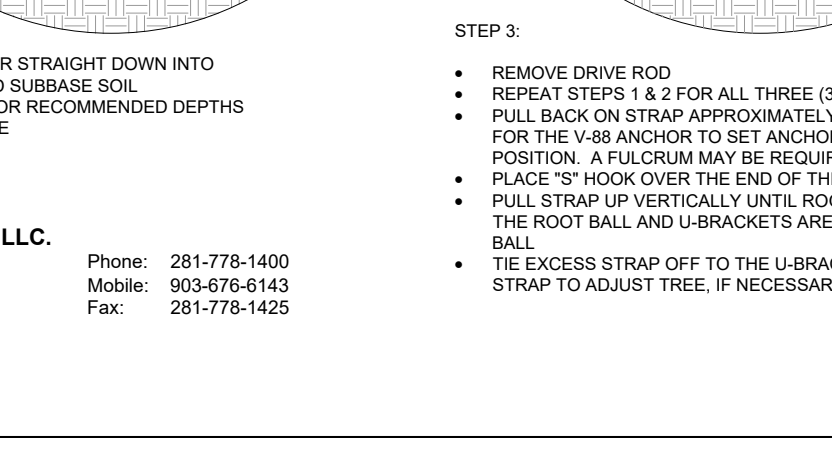 R STRAIGHT DOWN INTO
SUBBASE SOIL
OR RECOMMENDED DEPTHS
E
LLC.
Phone: 281-778-1400
Mobile: 903-676-6143
Fax: 281-778-1425
STEP 3:
• REMOVE DRIVE ROD
• REPEAT STEPS 1 & 2 FOR ALL THREE (3
• PULL BACK ON STRAP APPROXIMATELY
FOR THE V-88 ANCHOR TO SET ANCHO
POSITION. A FULCRUM MAY BE REQUI
• PLACE "S" HOOK OVER THE END OF TH
• PULL STRAP UP VERTICALLY UNTIL ROO
THE ROOT BALL AND U-BRACKETS ARE
BALL
• TIE EXCESS STRAP OFF TO THE U-BRA
STRAP TO ADJUST TREE, IF NECESSAR